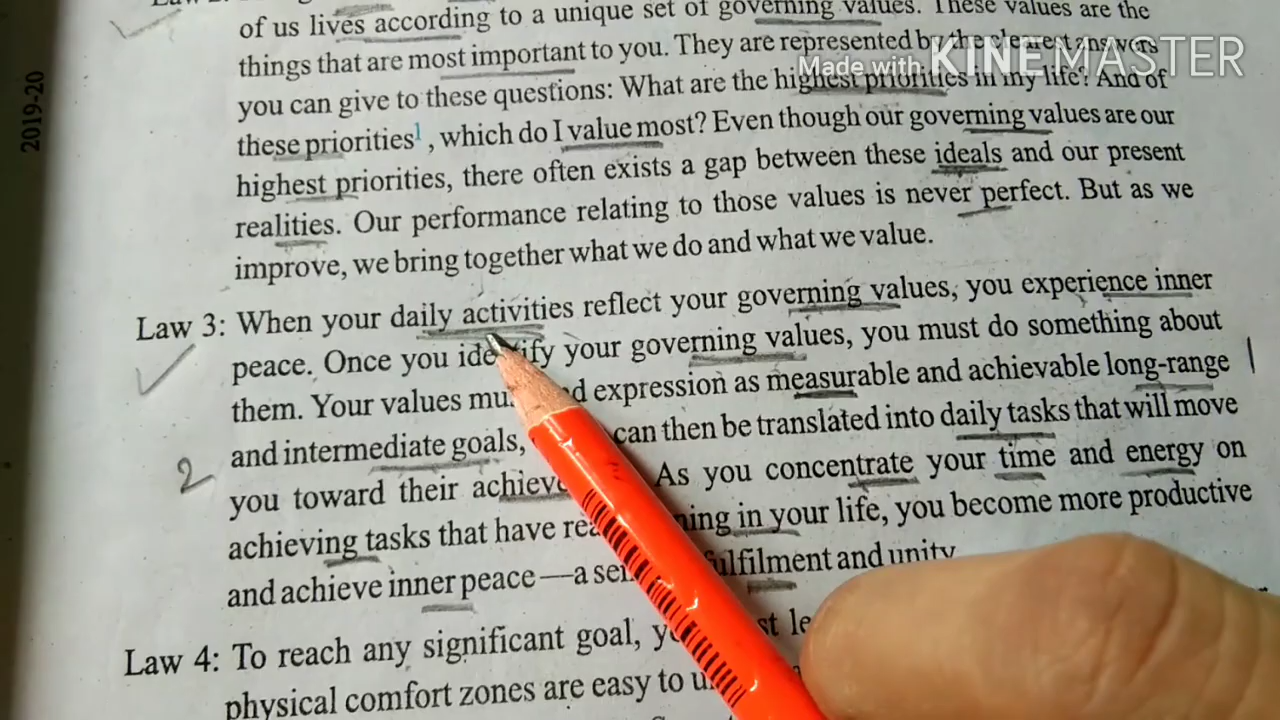 of us lives according to a unique set of governing values. These values are the
things that are most important to you. They are represented by the clearest answers
Made with KINEMASTER
you can give to these questions: What are the highest priorities in my life? And of
these priorities1, which do I value most? Even though our governing values are our
highest priorities, there often exists a gap between these ideals and our present
realities. Our performance relating to those values is never perfect. But as we
improve, we bring together what we do and what we value.
Law 3: When your daily activities reflect your governing values, you experience inner
peace. Once you identify your governing values, you must do something about
them. Your values expression as measurable and achievable long-range
and intermediate goals, can then be translated into daily tasks that will move
2
you toward their As you concentrate your time and energy on
achieving tasks that have in your life, you become more productive
and achieve inner peace—a fulfilment and unity.
Law 4: To reach any significant goal,
physical comfort zones are easy to
2019-20